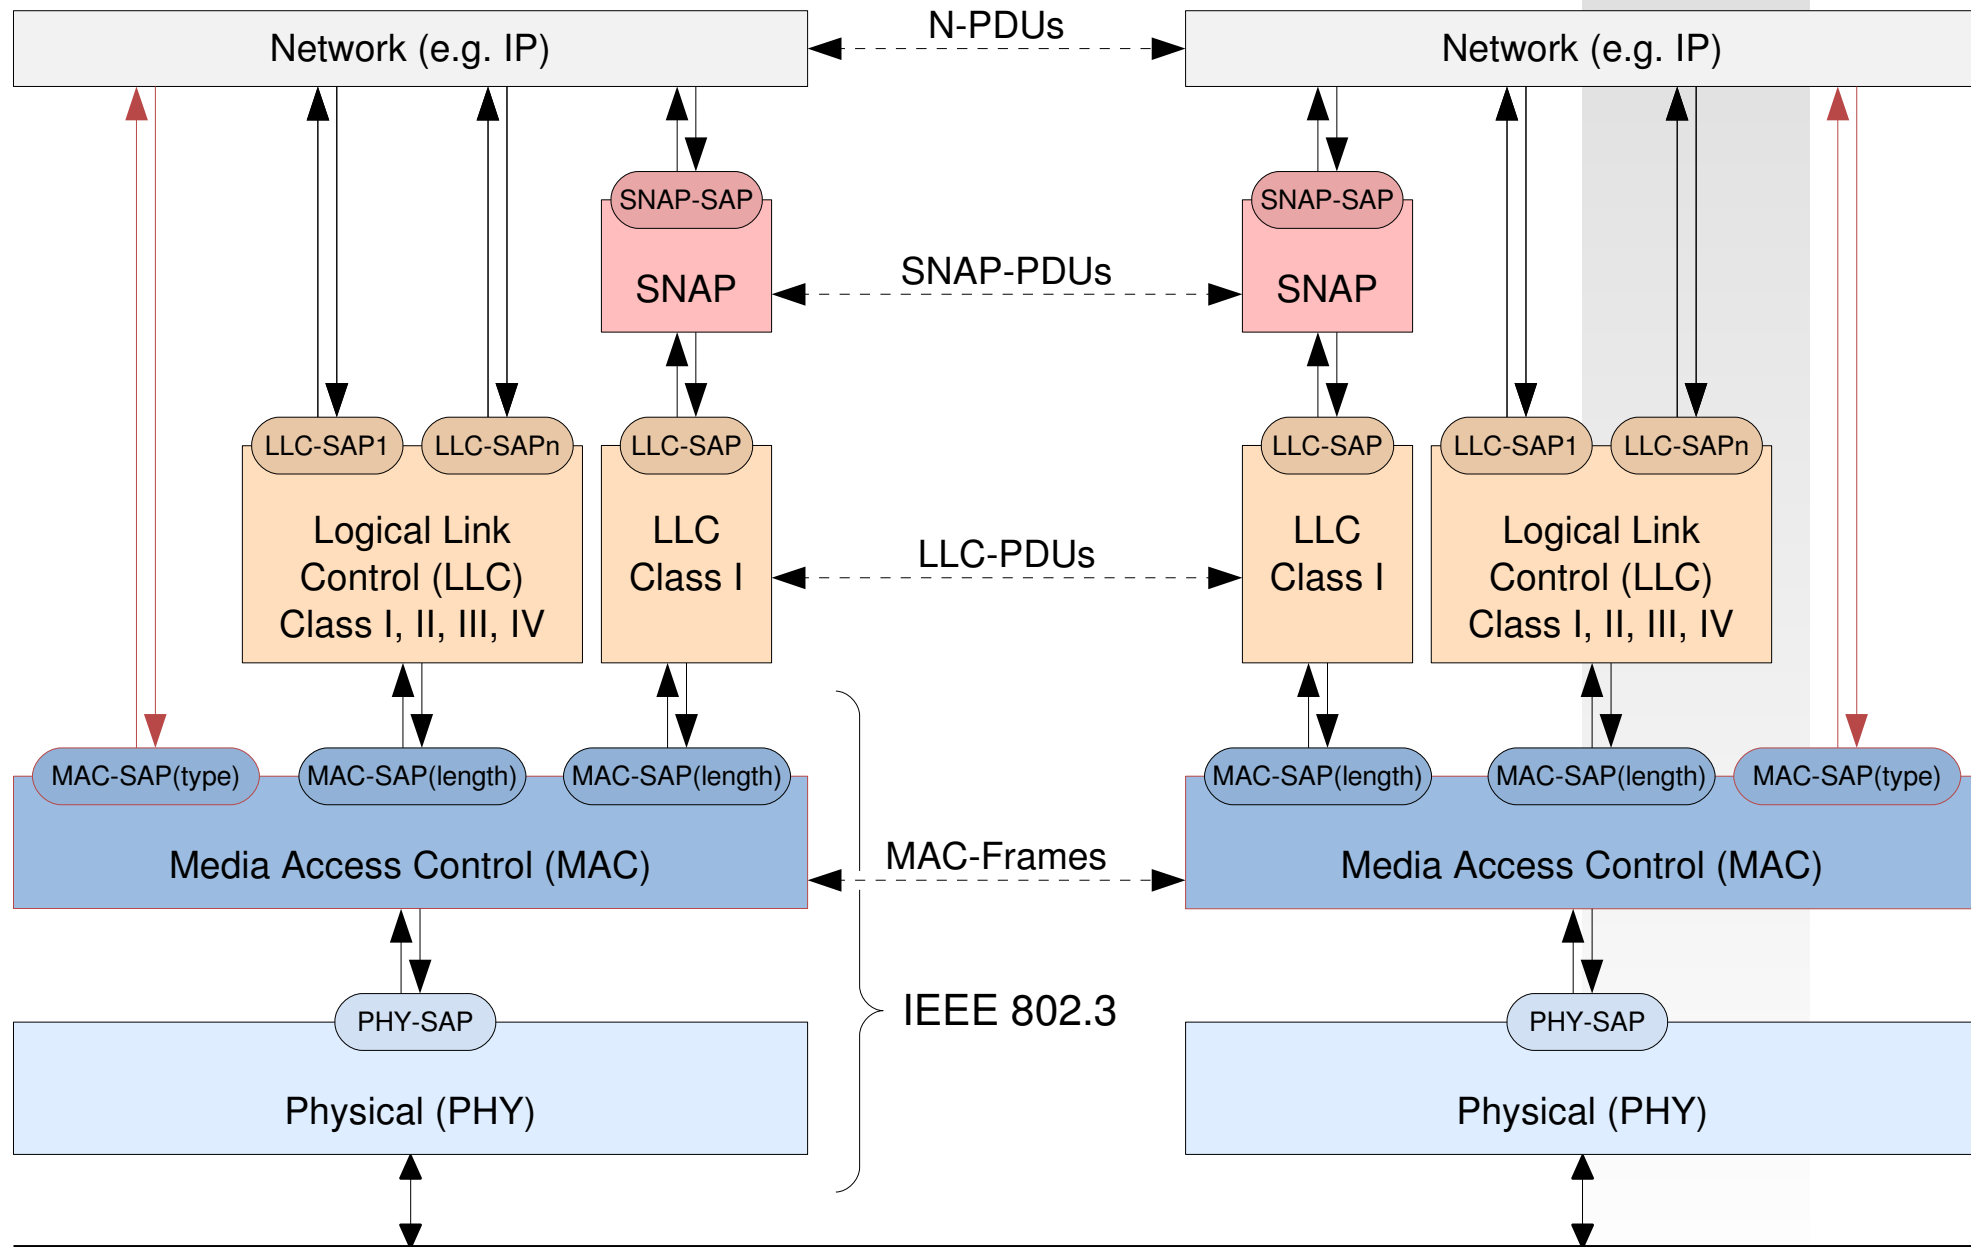 N-PDUs
Network (e.g. IP)
Network (e.g. IP)
SNAP-SAP
SNAP-SAP
SNAP-PDUs
SNAP
SNAP
LLC-SAP1
LLC-SAPn
LLC-SAP
LLC-SAP
LLC-SAP1
LLC-SAPn
Logical Link
Control (LLC)
Class I, II, III, IV
LLC
Class I
LLC-PDUs
LLC
Class I
Logical Link
Control (LLC)
Class I, II, III, IV
MAC-SAP(type)
MAC-SAP(length)
MAC-SAP(length)
MAC-SAP(length)
MAC-SAP(length)
MAC-SAP(type)
Media Access Control (MAC)
MAC-Frames
Media Access Control (MAC)
PHY-SAP
IEEE 802.3
PHY-SAP
Physical (PHY)
Physical (PHY)